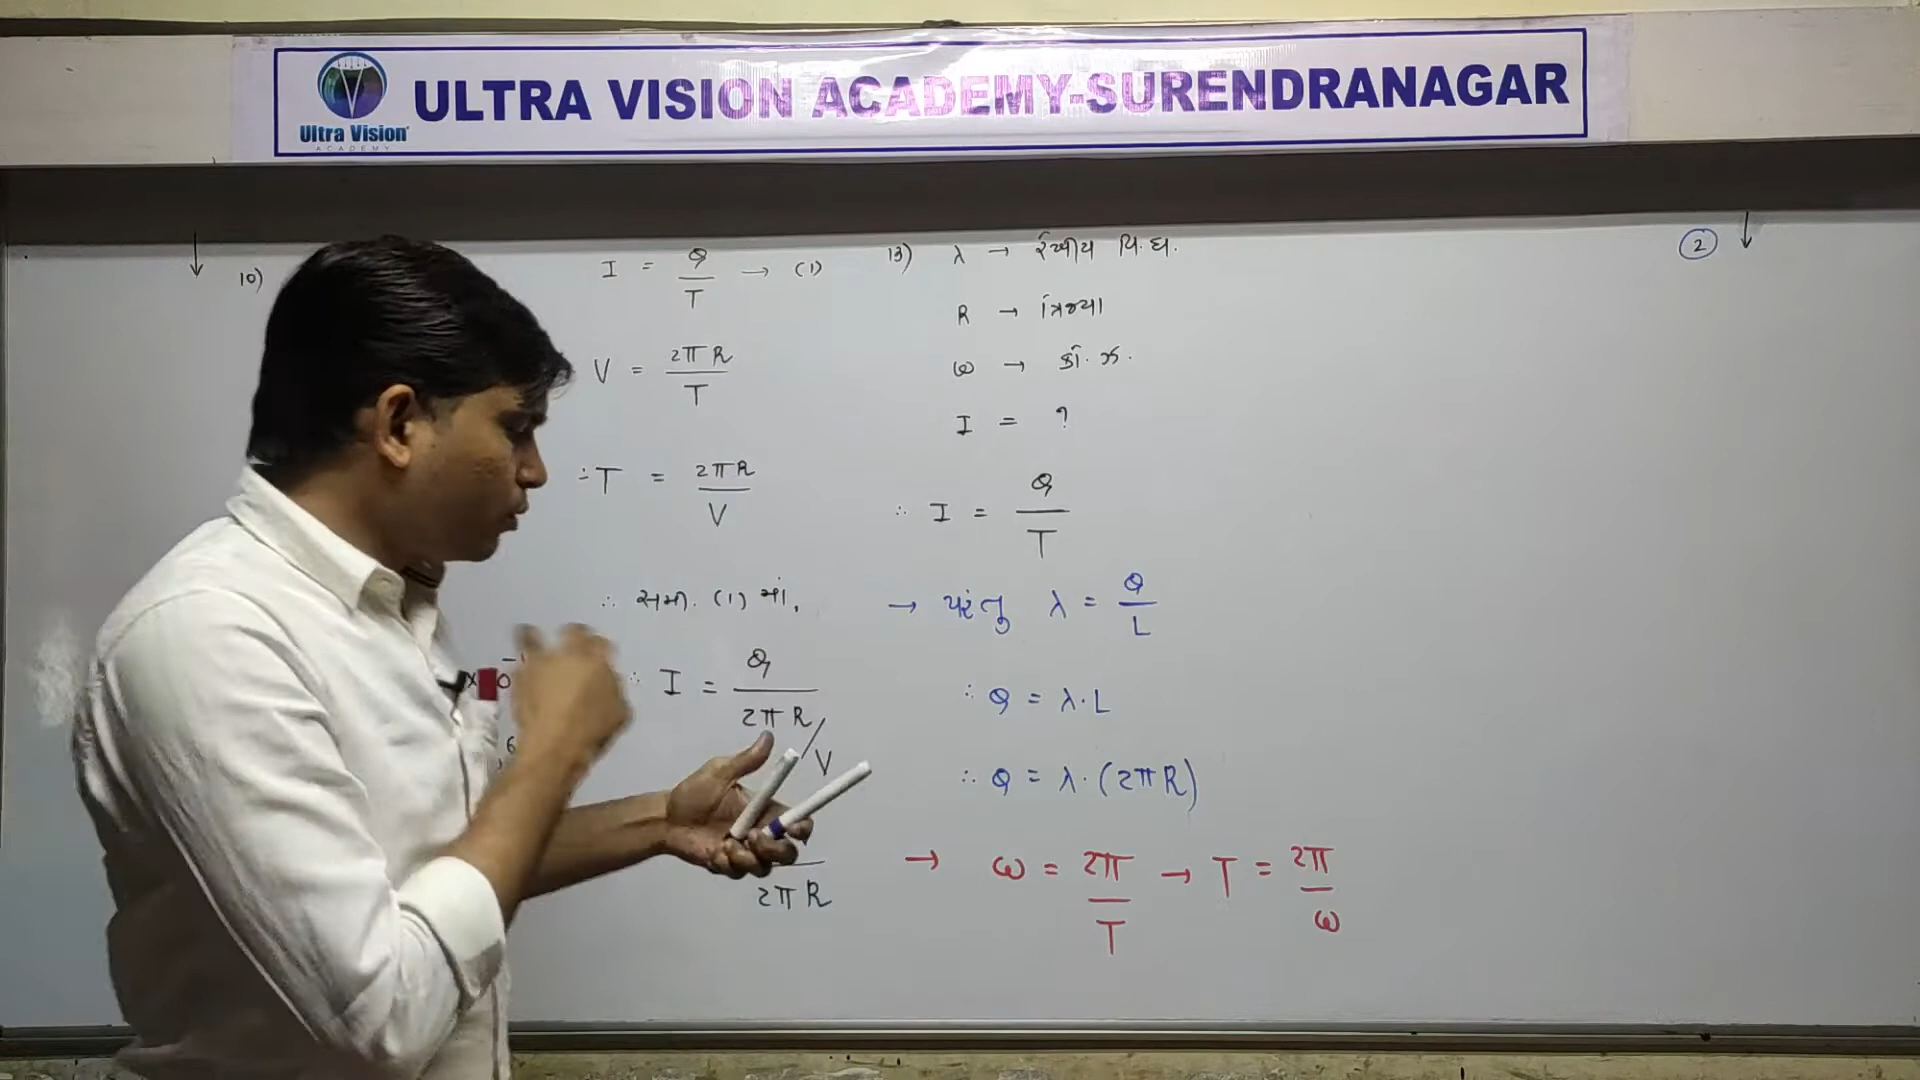 ULTRA VISION ACADEMY-SURENDRANAGAR
Ultra Vision
ACADEMY
10)
I = Q / T → (1)
V = 2πR / T
∴ T = 2πR / V
∴ સમી. (1) માં,
∴ I = Q / 2πR / V
2πR
13) λ → રેખીય વિ.ઘ.
R → ત્રિજ્યા
ω → કો.ઝ.
I = ?
∴ I = Q / T
→ પરંતુ λ = Q / L
∴ Q = λ·L
∴ Q = λ·(2πR)
→ ω = 2π / T → T = 2π / ω
2